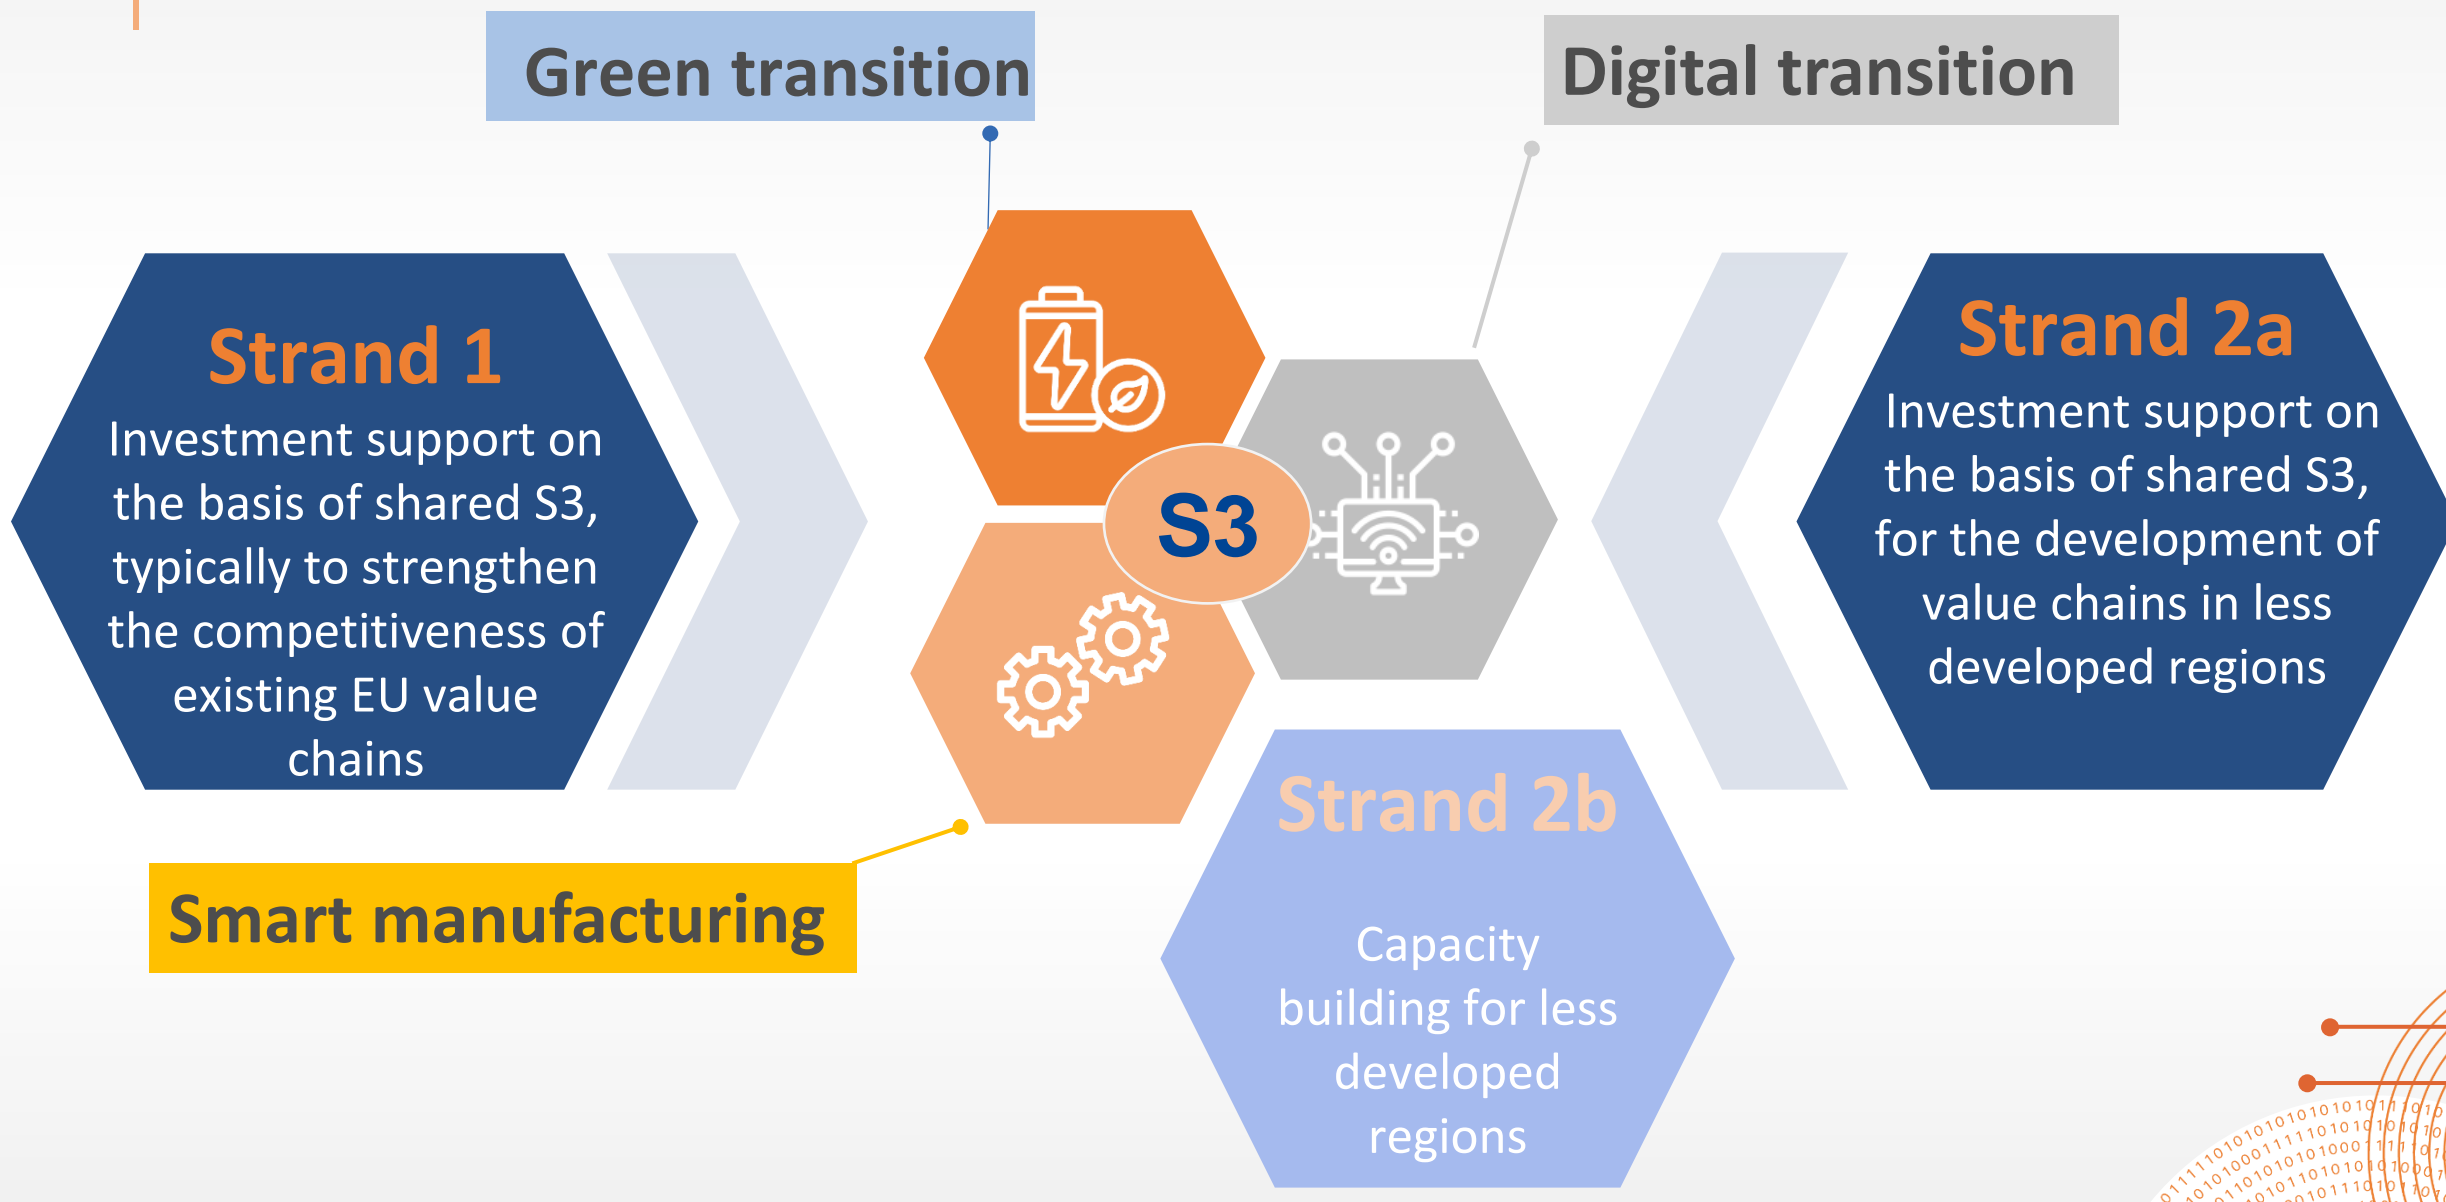 Green transition
Digital transition
Strand 1
Investment support on
the basis of shared S3,
typically to strengthen
the competitiveness of
existing EU value
chains
S3
Strand 2a
Investment support on
the basis of shared S3,
for the development of
value chains in less
developed regions
Smart manufacturing
Strand 2b
Capacity
building for less
developed
regions